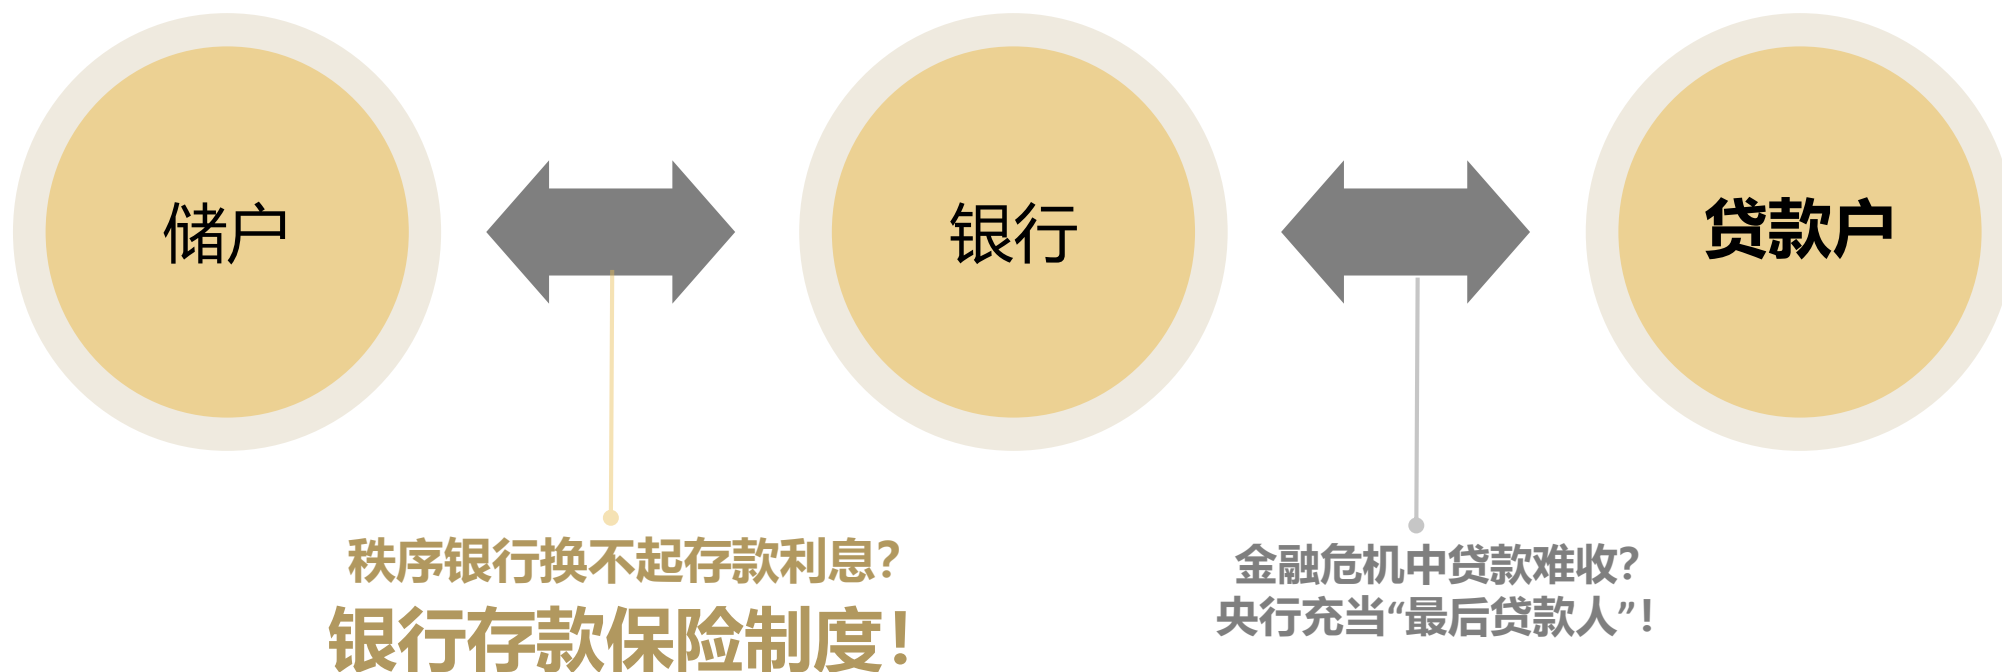 储户
银行
贷款户
秩序银行换不起存款利息？
银行存款保险制度！
金融危机中贷款难收？
央行充当“最后贷款人”！